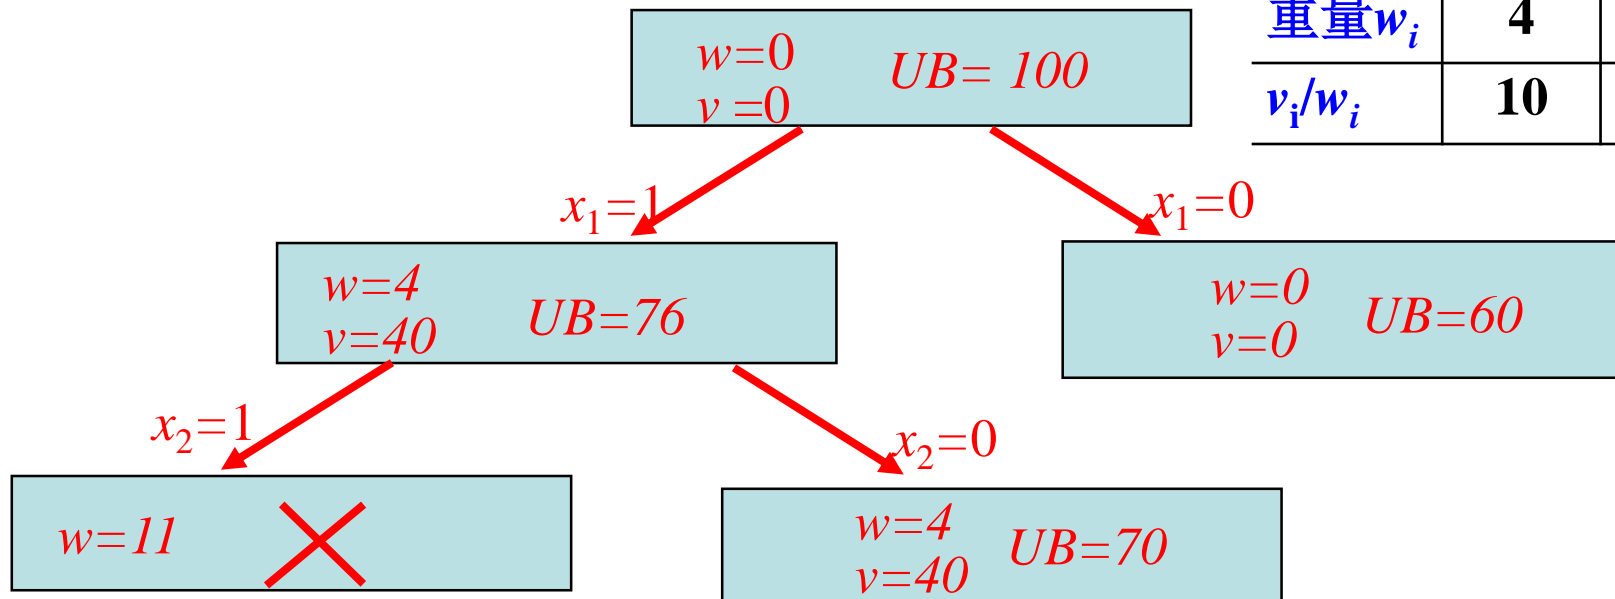 重量wᵢ 4
vᵢ/wᵢ 10
w=0
v =0
UB= 100
x₁=1
x₁=0
w=4
v=40
UB=76
w=0
v=0
UB=60
x₂=1
x₂=0
w=11
w=4
v=40
UB=70